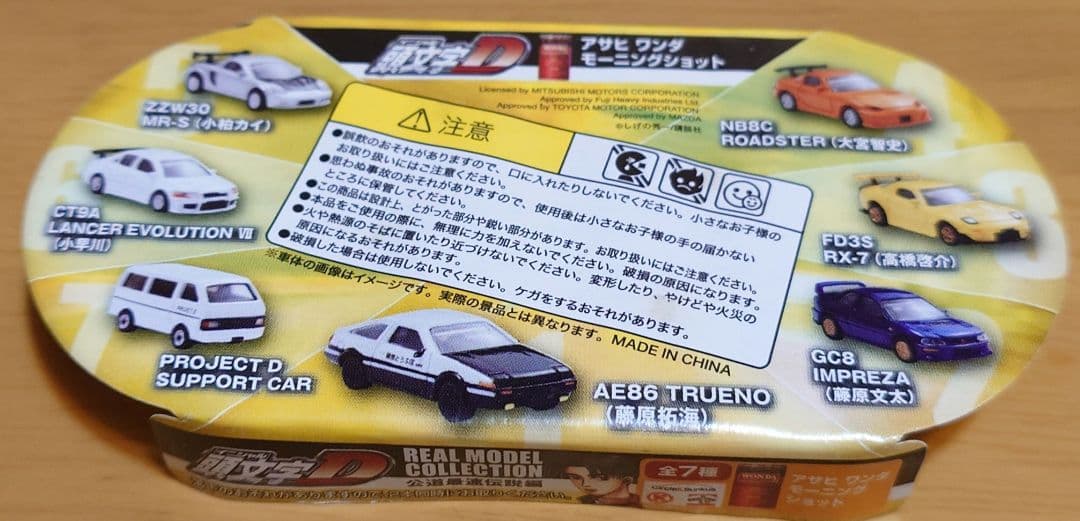 頭文字D
アサヒ ワンダ
モーニングショット
Licensed by MITSUBISHI MOTORS CORPORATION
Approved by Fuji Heavy Industries Ltd.
Approved by TOYOTA MOTOR CORPORATION
Approved by MAZDA
©しげの秀一/講談社
ZZW30
MR-S（小柏カイ）
NB8C
ROADSTER（大宮智史）
注意
●誤飲のおそれがありますので、口に入れたりしないでください。小さなお子様の
お取り扱いにはご注意ください。
●思わぬ事故のおそれがありますので、使用後は小さなお子様の手の届かない
ところに保管してください。
●この商品は設計上、とがった部分や鋭い部分があります。お取り扱いにはご注意ください。
●本品をご使用の際に、無理に力を加えないでください。破損の原因になります。
●火や熱源のそばに置いたり近づけないでください。変形したり、やけどや火災の
原因になるおそれがあります。
●破損した場合は使用しないでください。ケガをするおそれがあります。
※車体の画像はイメージです。実際の景品とは異なります。MADE IN CHINA
CT9A
LANCER EVOLUTION Ⅶ
（小早川）
FD3S
RX-7（高橋啓介）
PROJECT D
SUPPORT CAR
AE86 TRUENO
（藤原拓海）
GC8
IMPREZA
（藤原文太）
頭文字D
REAL MODEL
COLLECTION
公道最速伝説編
全7種
WONDA
アサヒ ワンダ
モーニング
ショット